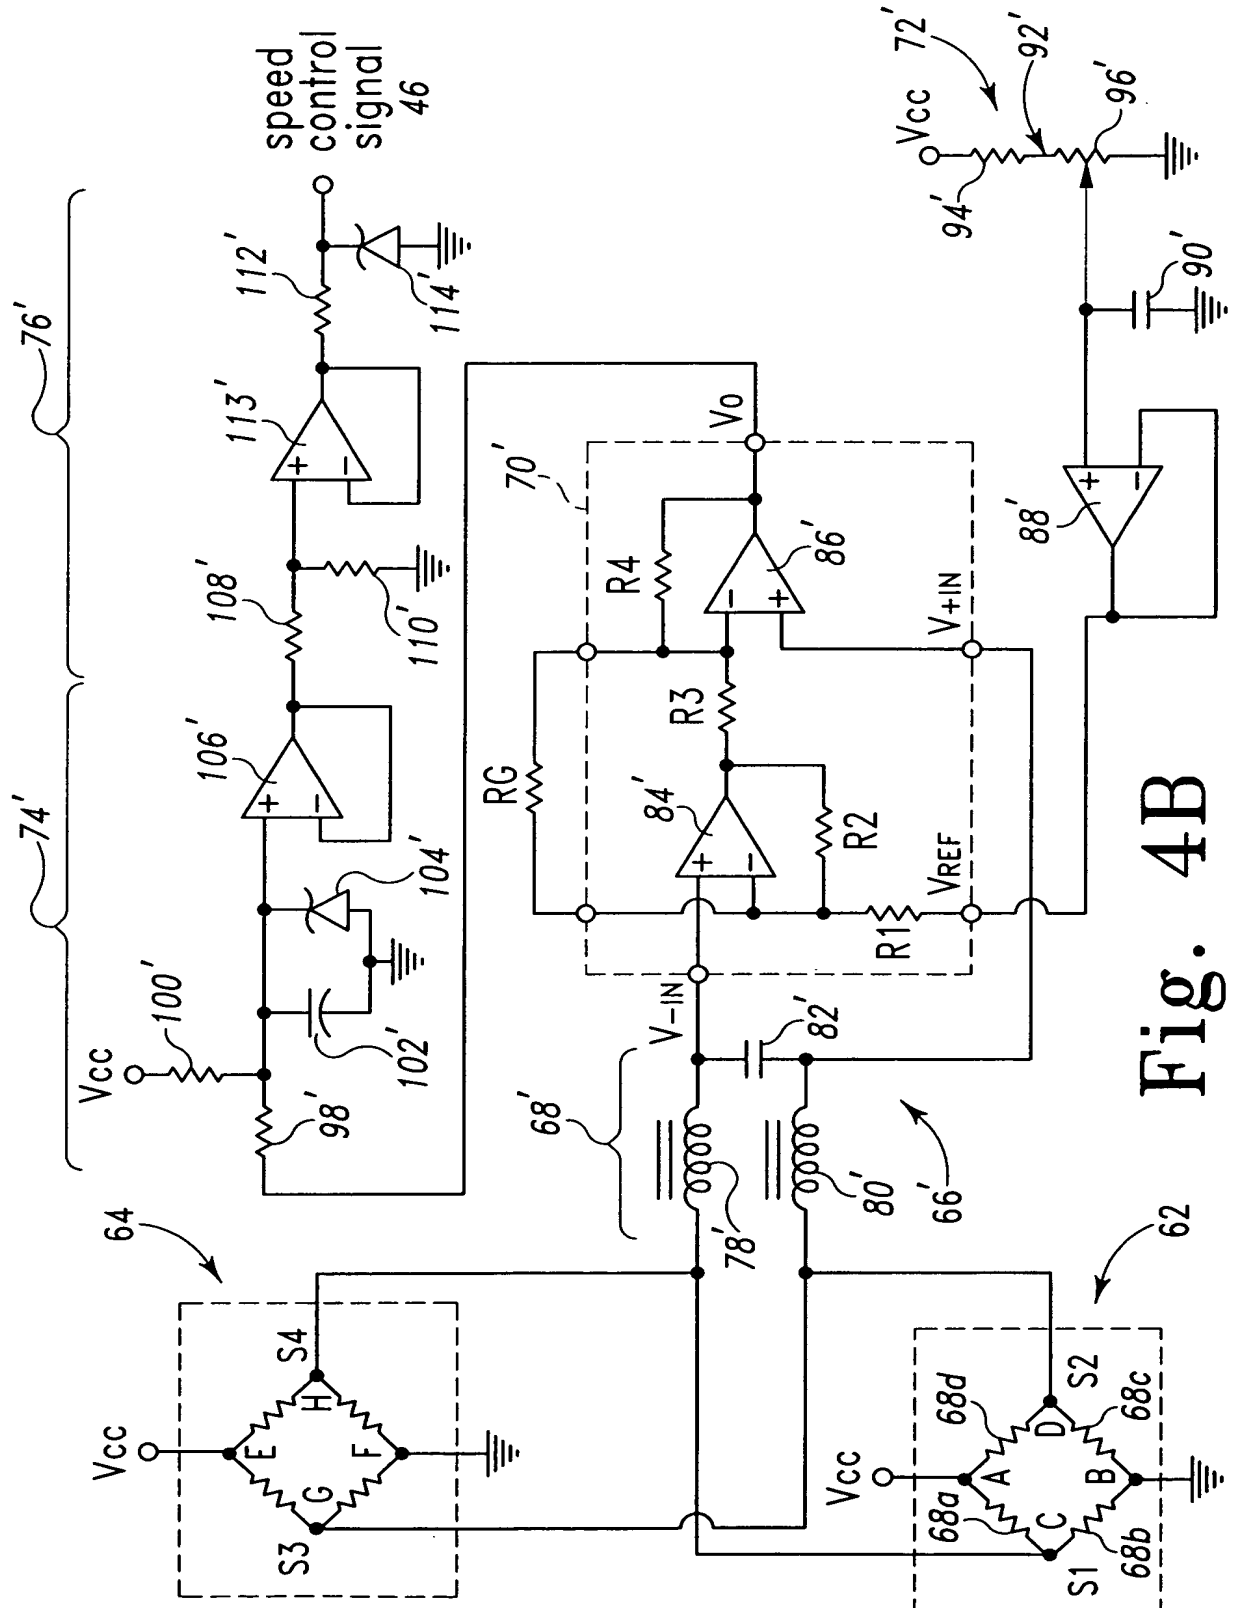 64
Vcc
E
S3
G
H
S4
F
Vcc
100'
98'
102'
104'
74'
106'
+
−
108'
110'
76'
113'
+
−
112'
114'
speed
control
signal
46
68'
78'
80'
66'
82'
V-IN
RG
84'
+
−
R2
R1
VREF
R3
R4
70'
86'
−
+
V+IN
Vo
62
Vcc
68a
68d
A
S1
C
D
S2
B
68b
68c
88'
+
−
90'
Vcc
94'
72'
92'
96'
Fig. 4B